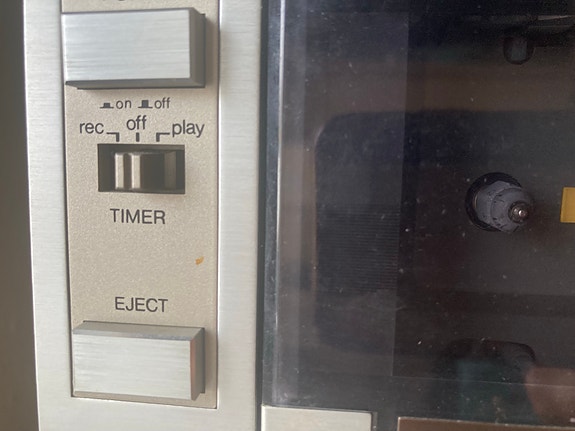 on off
rec off play
TIMER
EJECT